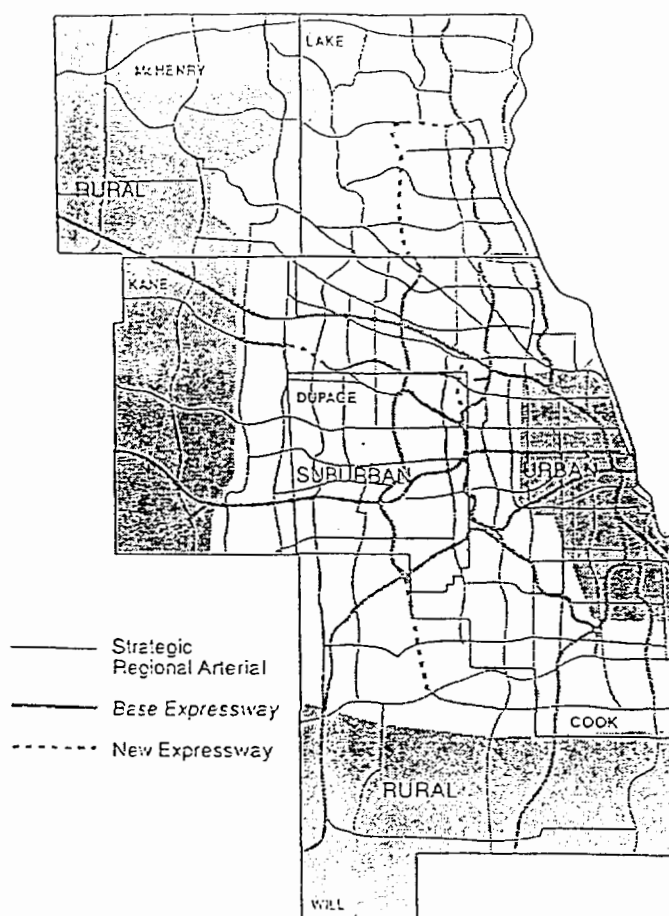 LAKE
McHENRY
RURAL
KANE
DUPAGE
SUBURBAN
URBAN
Strategic
Regional Arterial
Base Expressway
New Expressway
COOK
RURAL
WILL